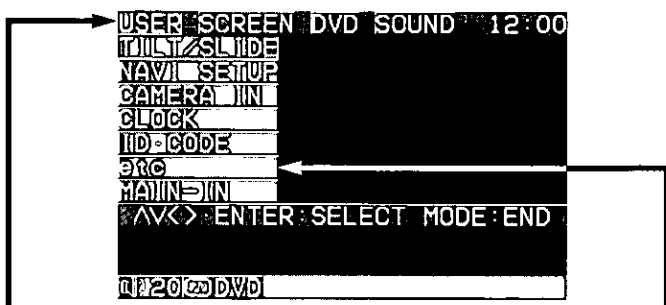 USER SCREEN DVD SOUND 12:00
TILT/SLIDE
NAVI SETUP
CAMERA IN
CLOCK
ID-CODE
etc
MAIN→IN
∧∨<>:ENTER:SELECT MODE:END
20 DVD